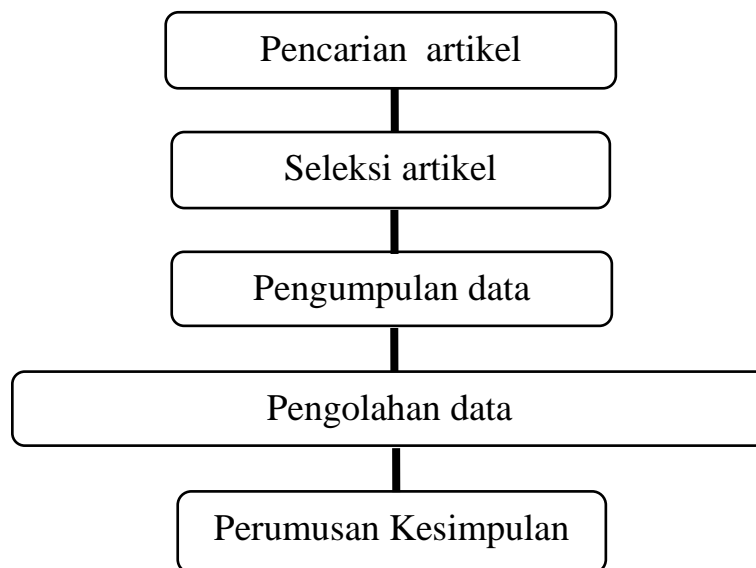 Pencarian artikel
Seleksi artikel
Pengumpulan data
Pengolahan data
Perumusan Kesimpulan